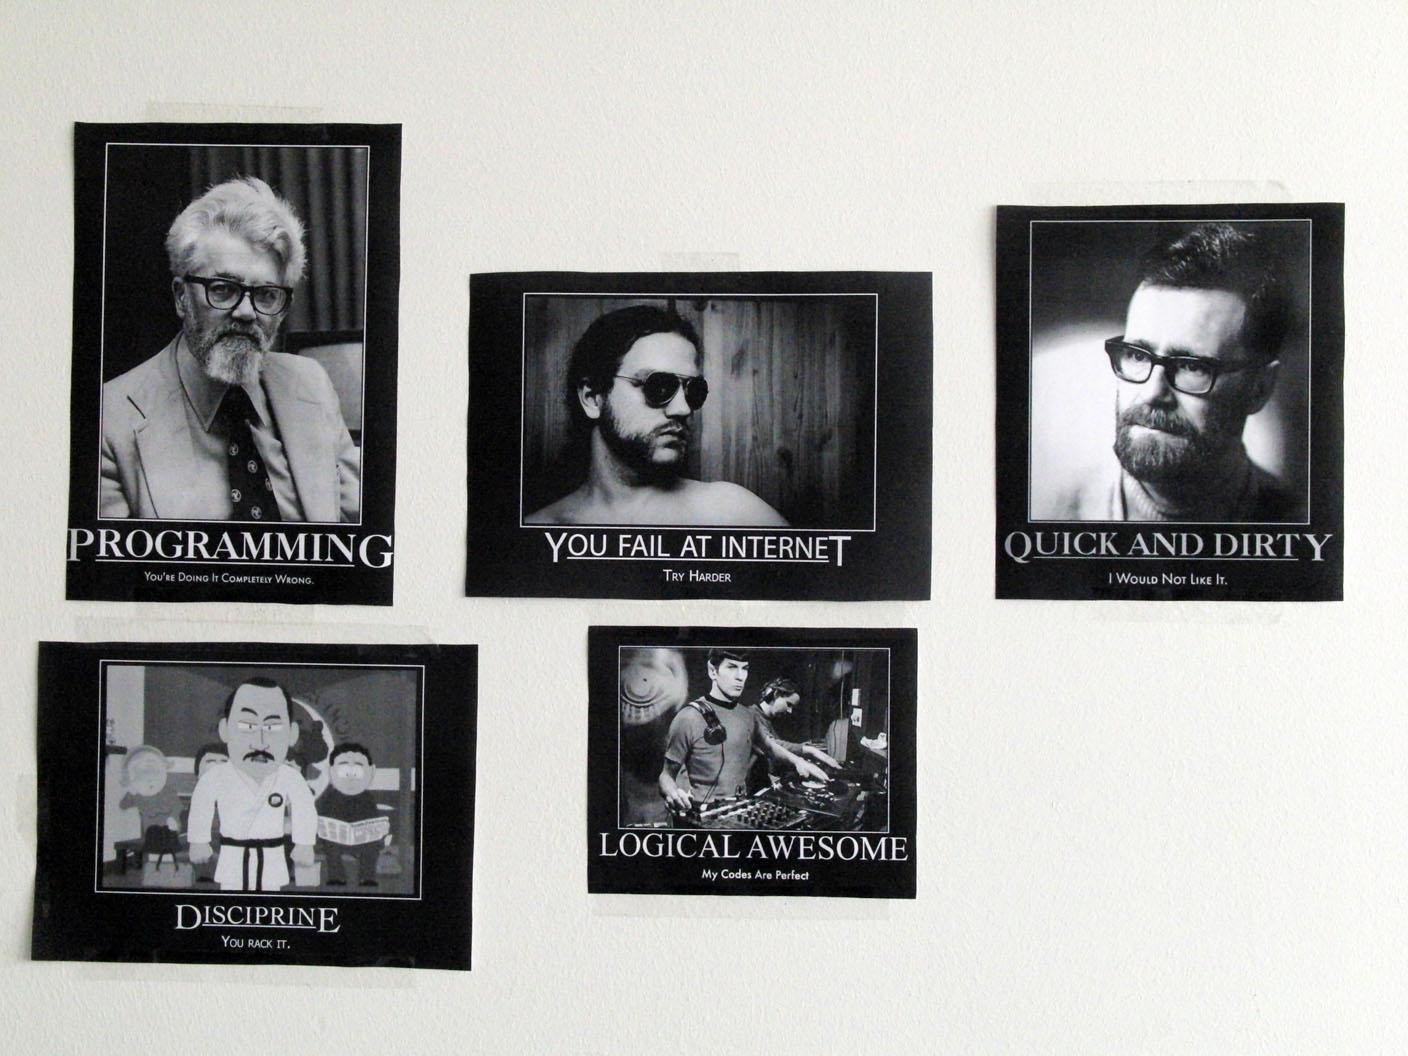 PROGRAMMING
You're Doing It Completely Wrong.
YOU FAIL AT INTERNET
TRY HARDER
QUICK AND DIRTY
I WOULD NOT LIKE IT.
DISCIPRINE
YOU RACK IT.
LOGICAL AWESOME
My Codes Are Perfect